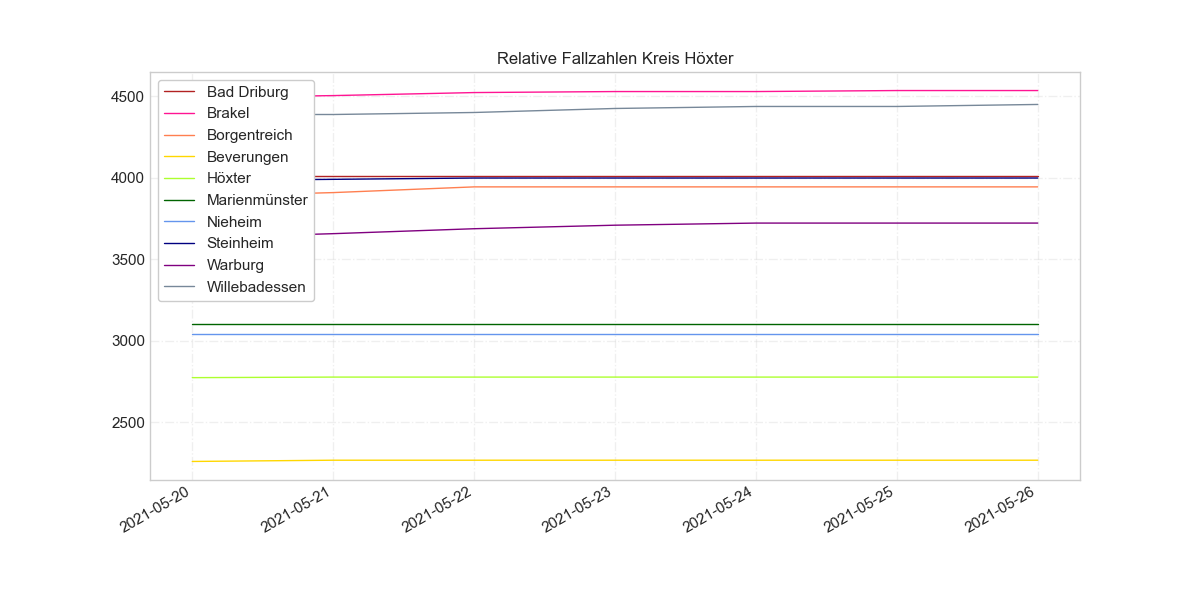 Relative Fallzahlen Kreis Höxter
Bad Driburg
Brakel
Borgentreich
Beverungen
Höxter
Marienmünster
Nieheim
Steinheim
Warburg
Willebadessen
4500
4000
3500
3000
2500
2021-05-20
2021-05-21
2021-05-22
2021-05-23
2021-05-24
2021-05-25
2021-05-26